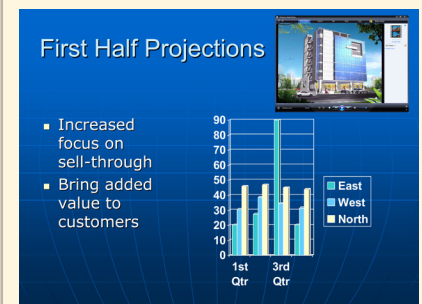 First Half Projections
Increased
focus on
sell-through
Bring added
value to
customers
90
80
70
60
50
40
30
20
10
0
1st
Qtr
3rd
Qtr
East
West
North